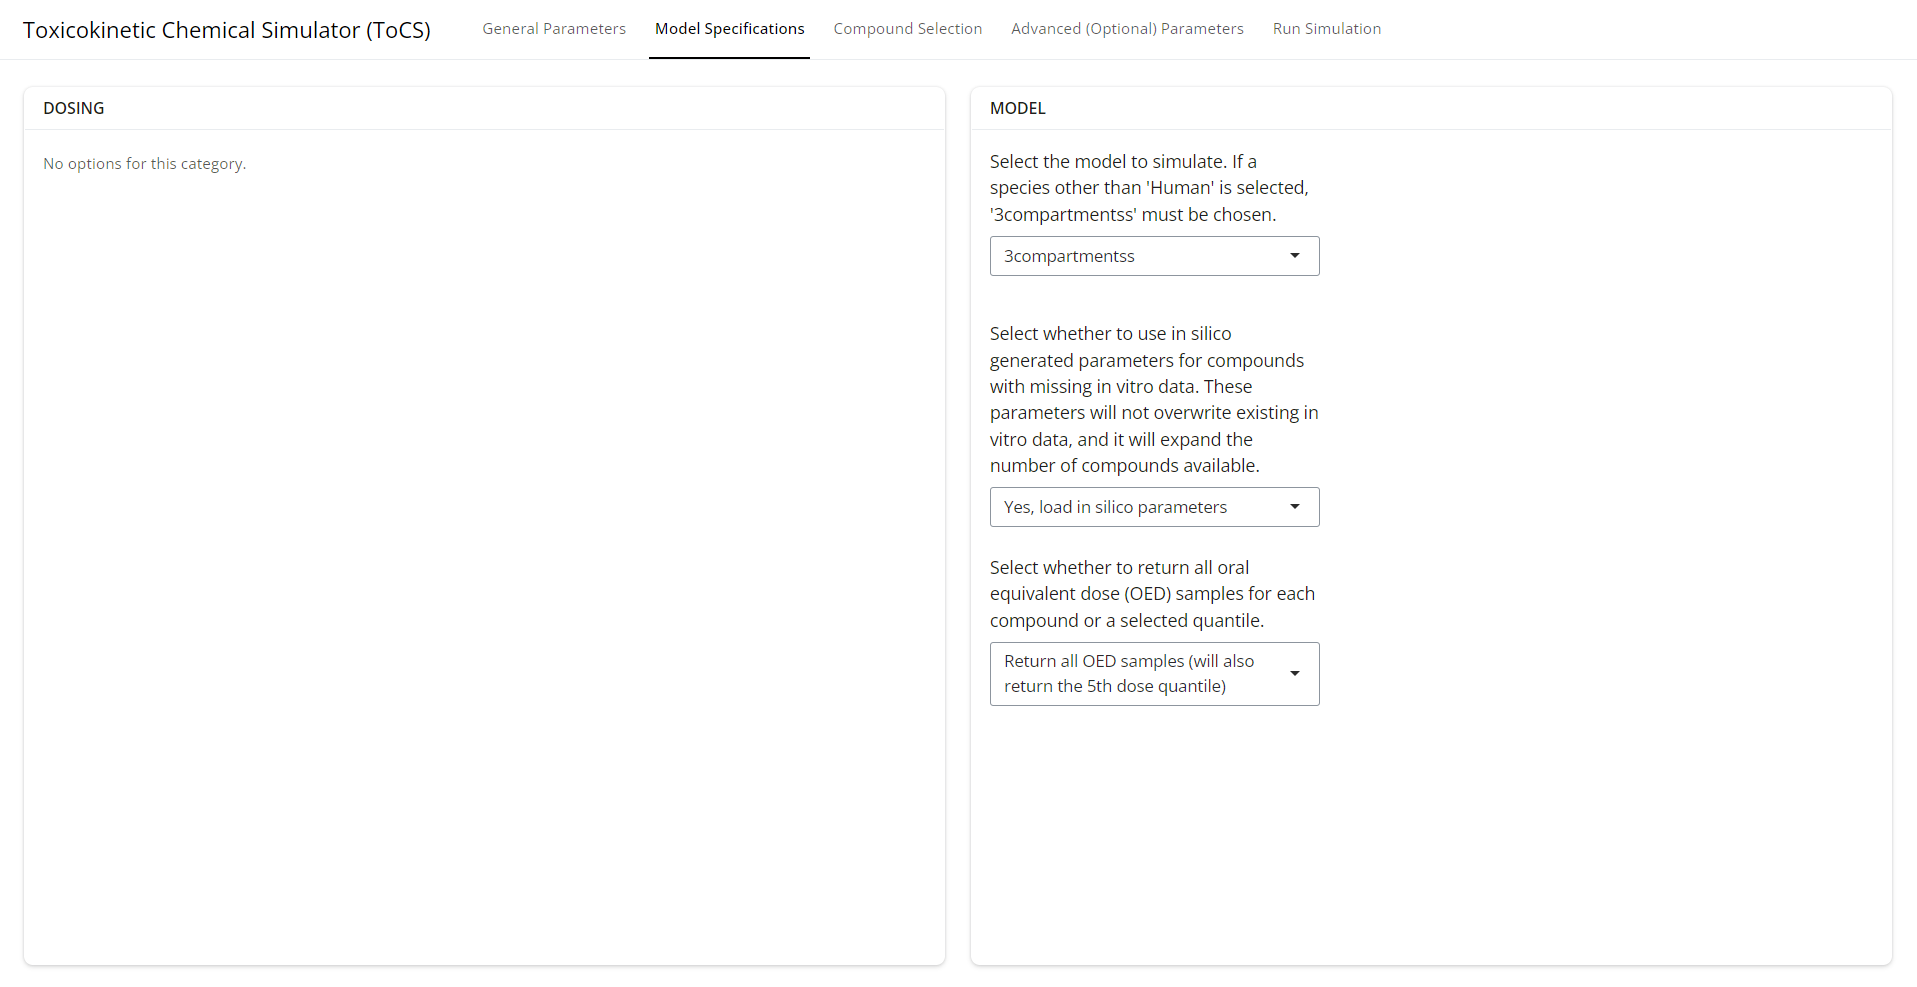 Toxicokinetic Chemical Simulator (ToCS)
General Parameters
Model Specifications
Compound Selection
Advanced (Optional) Parameters
Run Simulation
DOSING
No options for this category.
MODEL
Select the model to simulate. If a
species other than 'Human' is selected,
'3compartmentss' must be chosen.
3compartmentss
Select whether to use in silico
generated parameters for compounds
with missing in vitro data. These
parameters will not overwrite existing in
vitro data, and it will expand the
number of compounds available.
Yes, load in silico parameters
Select whether to return all oral
equivalent dose (OED) samples for each
compound or a selected quantile.
Return all OED samples (will also
return the 5th dose quantile)